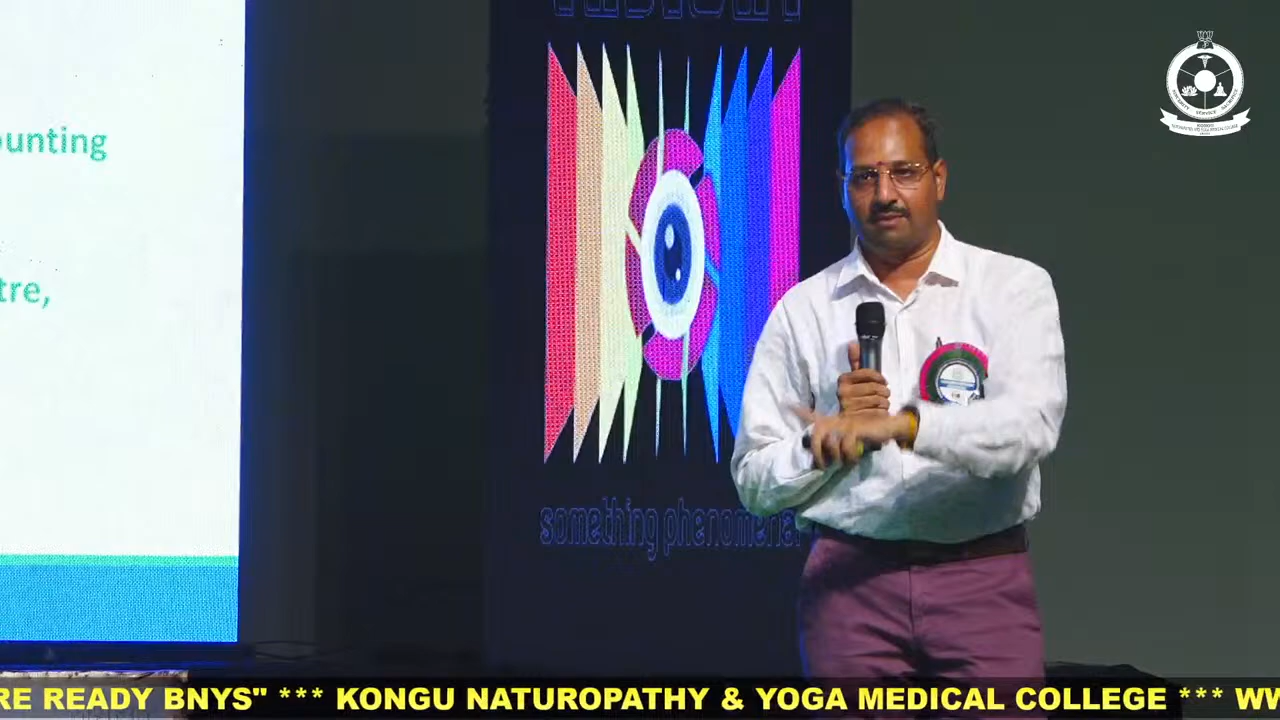 ounting
tre,
something phenomenal
RE READY BNYS" *** KONGU NATUROPATHY & YOGA MEDICAL COLLEGE *** WW